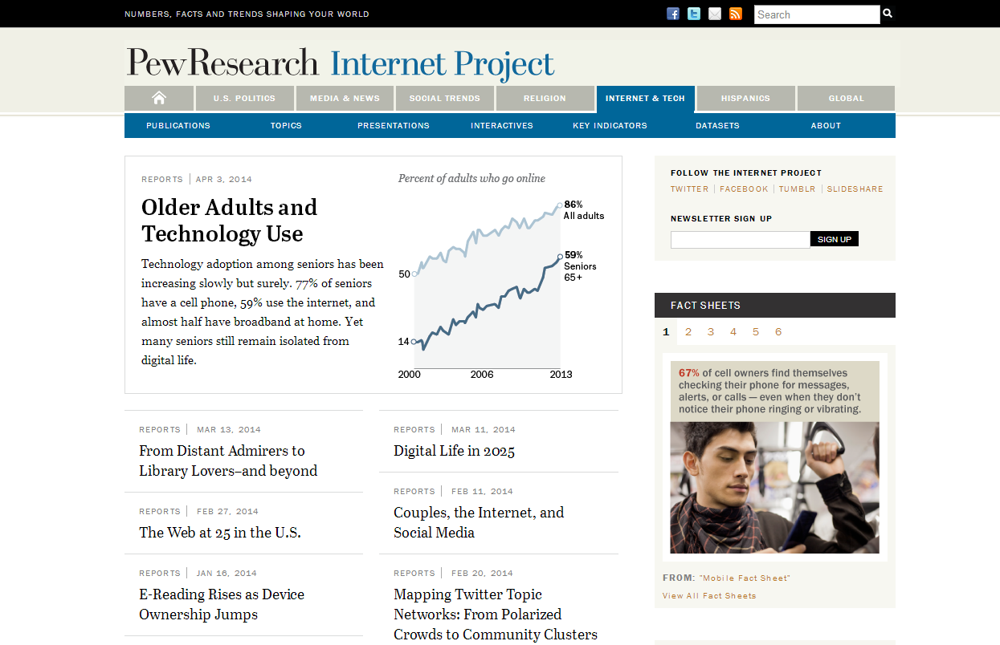 NUMBERS, FACTS AND TRENDS SHAPING YOUR WORLD
Search
PewResearch Internet Project
U.S. POLITICS
MEDIA & NEWS
SOCIAL TRENDS
RELIGION
INTERNET & TECH
HISPANICS
GLOBAL
PUBLICATIONS
TOPICS
PRESENTATIONS
INTERACTIVES
KEY INDICATORS
DATASETS
ABOUT
REPORTS | APR 3, 2014
Older Adults and
Technology Use
Technology adoption among seniors has been
increasing slowly but surely. 77% of seniors
have a cell phone, 59% use the internet, and
almost half have broadband at home. Yet
many seniors still remain isolated from
digital life.
Percent of adults who go online
86%
All adults
59%
Seniors
65+
50
14
2000
2006
2013
REPORTS | MAR 13, 2014
From Distant Admirers to
Library Lovers–and beyond
REPORTS | FEB 27, 2014
The Web at 25 in the U.S.
REPORTS | JAN 16, 2014
E-Reading Rises as Device
Ownership Jumps
REPORTS | MAR 11, 2014
Digital Life in 2025
REPORTS | FEB 11, 2014
Couples, the Internet, and
Social Media
REPORTS | FEB 20, 2014
Mapping Twitter Topic
Networks: From Polarized
Crowds to Community Clusters
FOLLOW THE INTERNET PROJECT
TWITTER | FACEBOOK | TUMBLR | SLIDESHARE
NEWSLETTER SIGN UP
SIGN UP
FACT SHEETS
1 2 3 4 5 6
67% of cell owners find themselves
checking their phone for messages,
alerts, or calls — even when they don't
notice their phone ringing or vibrating.
FROM: "Mobile Fact Sheet"
View All Fact Sheets